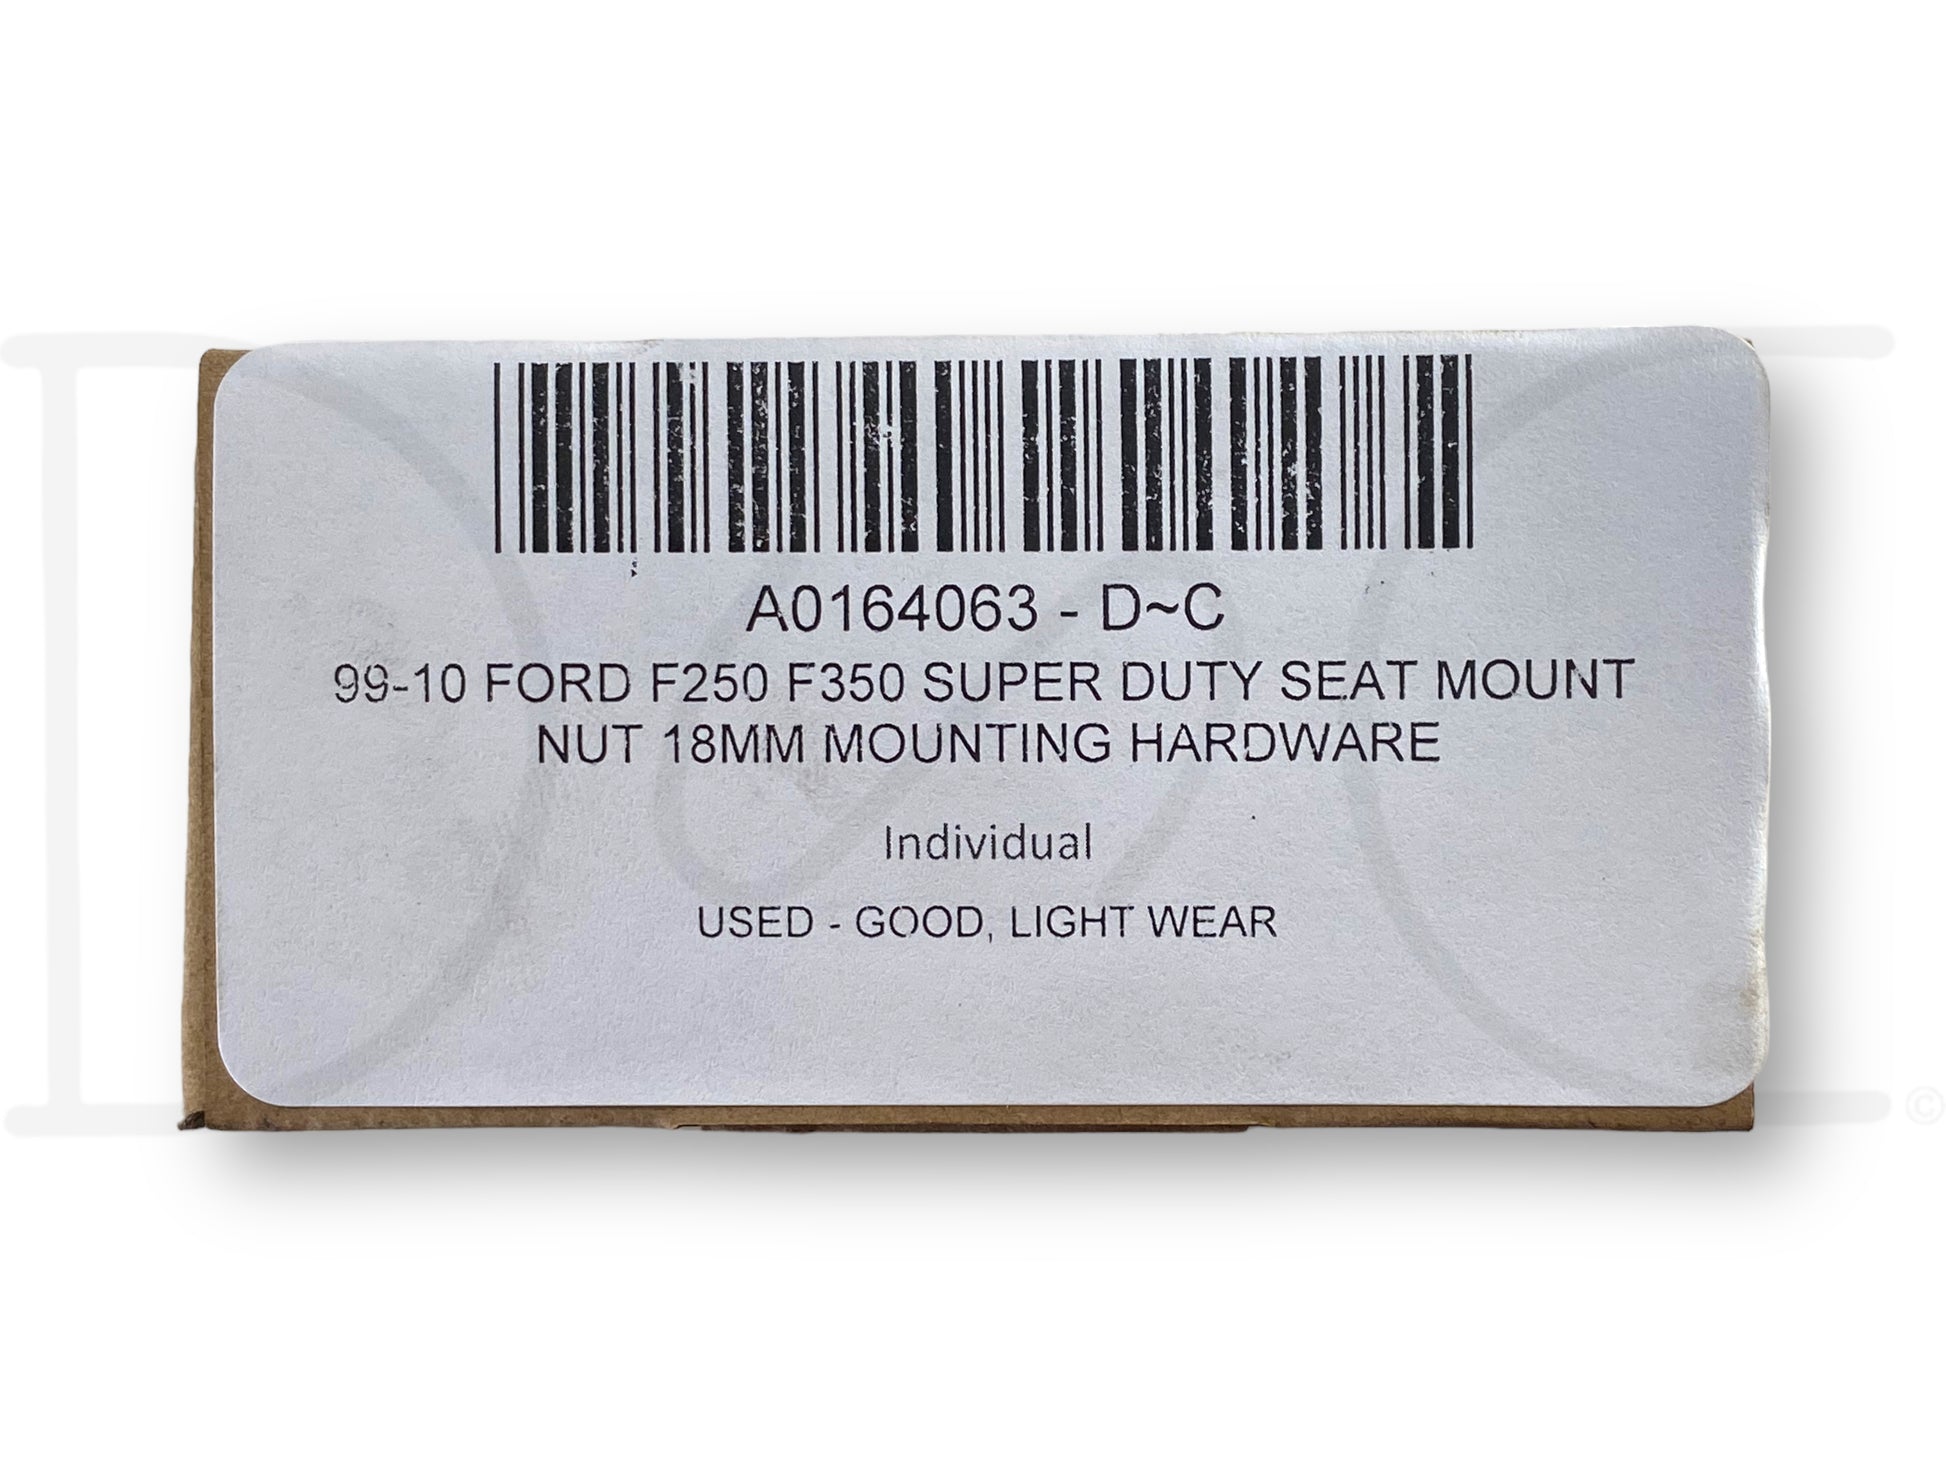 A0164063 - D~C
99-10 FORD F250 F350 SUPER DUTY SEAT MOUNT
NUT 18MM MOUNTING HARDWARE
Individual
USED - GOOD, LIGHT WEAR
©